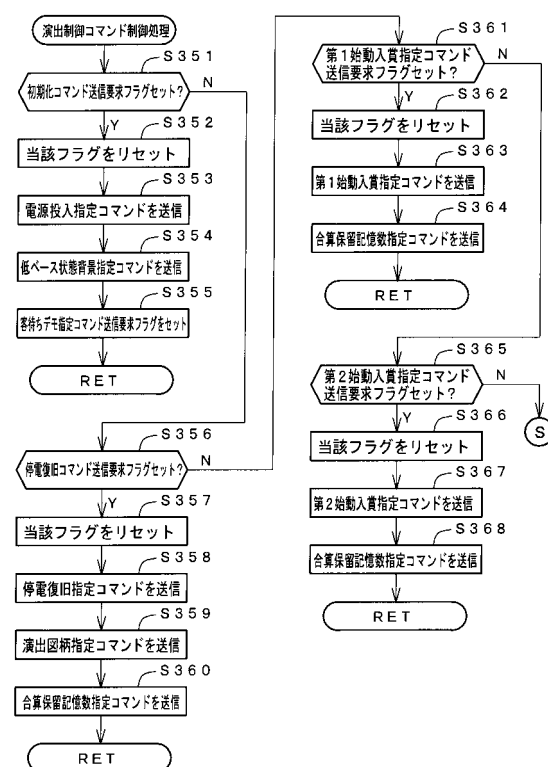 演出制御コマンド制御処理
S351
初期化コマンド送信要求フラグセット?
N
Y
S352
当該フラグをリセット
S353
電源投入指定コマンドを送信
S354
低ベース状態背景指定コマンドを送信
S355
客待ちデモ指定コマンド送信要求フラグをセット
RET
S356
停電復旧コマンド送信要求フラグセット?
N
Y
S357
当該フラグをリセット
S358
停電復旧指定コマンドを送信
S359
演出図柄指定コマンドを送信
S360
合算保留記憶数指定コマンドを送信
RET
S361
第1始動入賞指定コマンド
送信要求フラグセット?
N
Y
S362
当該フラグをリセット
S363
第1始動入賞指定コマンドを送信
S364
合算保留記憶数指定コマンドを送信
RET
S365
第2始動入賞指定コマンド
送信要求フラグセット?
N
S
Y
S366
当該フラグをリセット
S367
第2始動入賞指定コマンドを送信
S368
合算保留記憶数指定コマンドを送信
RET